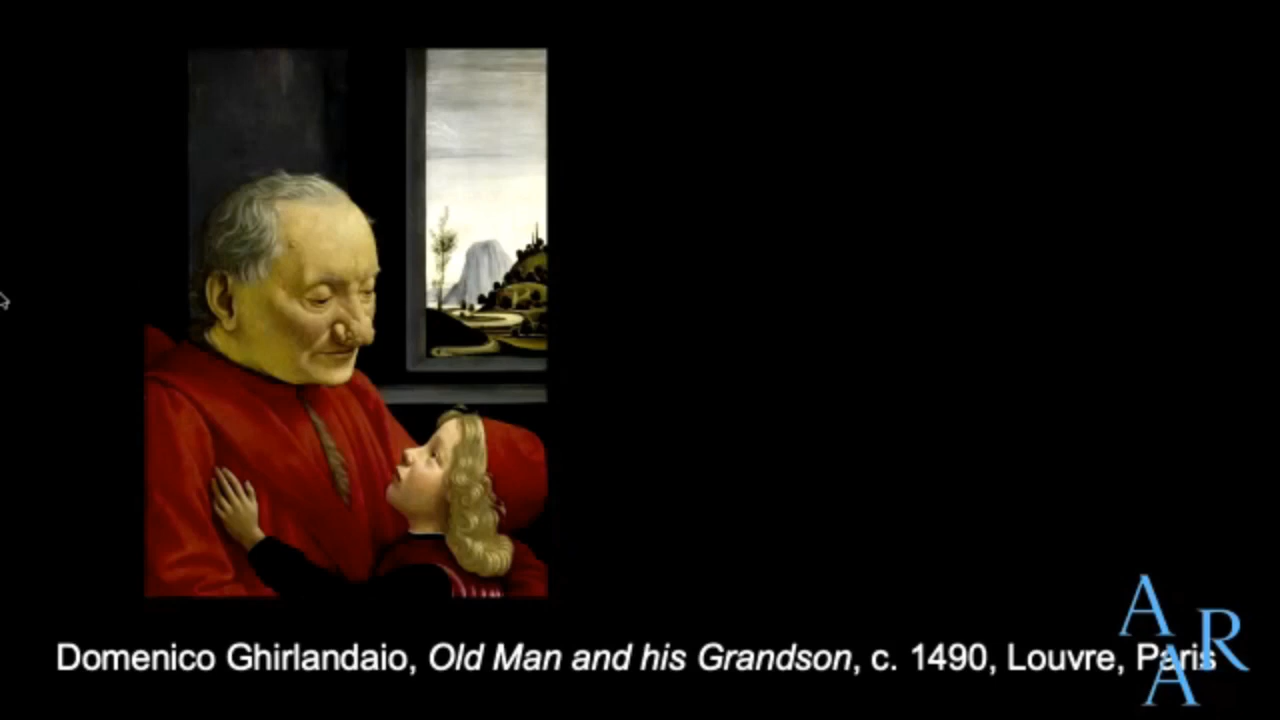 Domenico Ghirlandaio, Old Man and his Grandson, c. 1490, Louvre, Paris
A
R
A